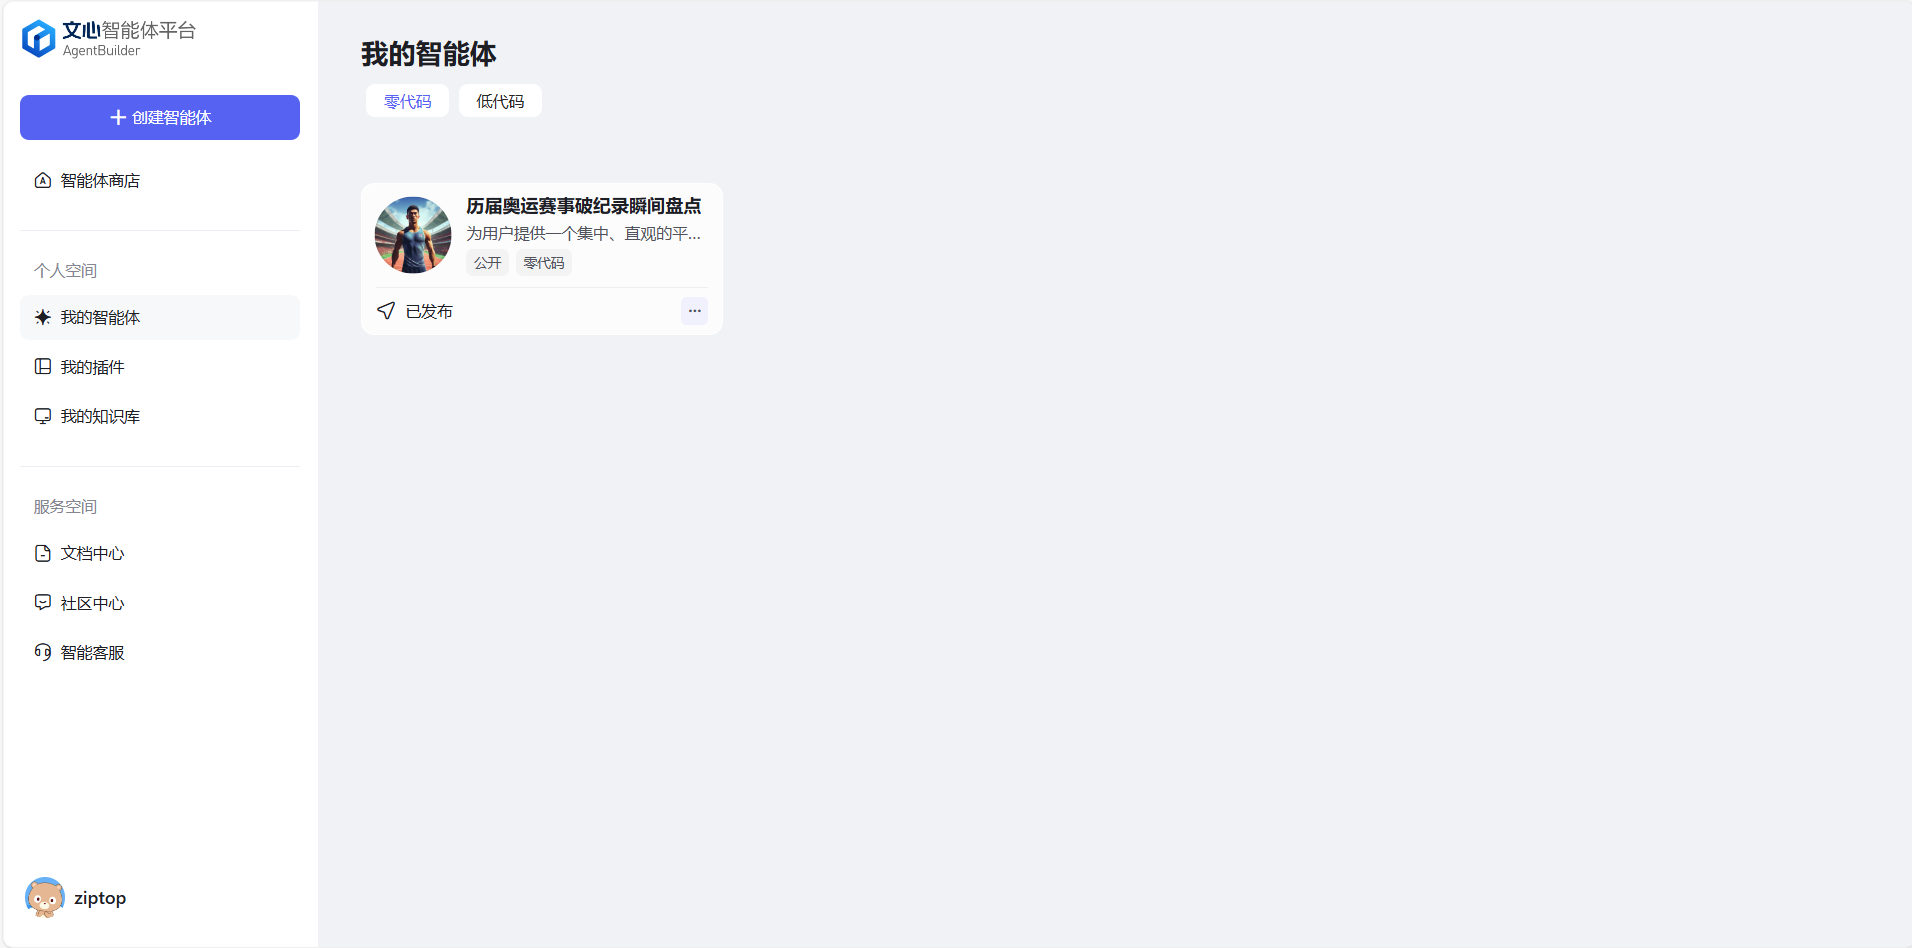 文心智能体平台
AgentBuilder
创建智能体
智能体商店
个人空间
我的智能体
我的插件
我的知识库
服务空间
文档中心
社区中心
智能客服
ziptop
我的智能体
零代码 低代码
历届奥运赛事破纪录瞬间盘点
为用户提供一个集中、直观的平...
公开 零代码
已发布